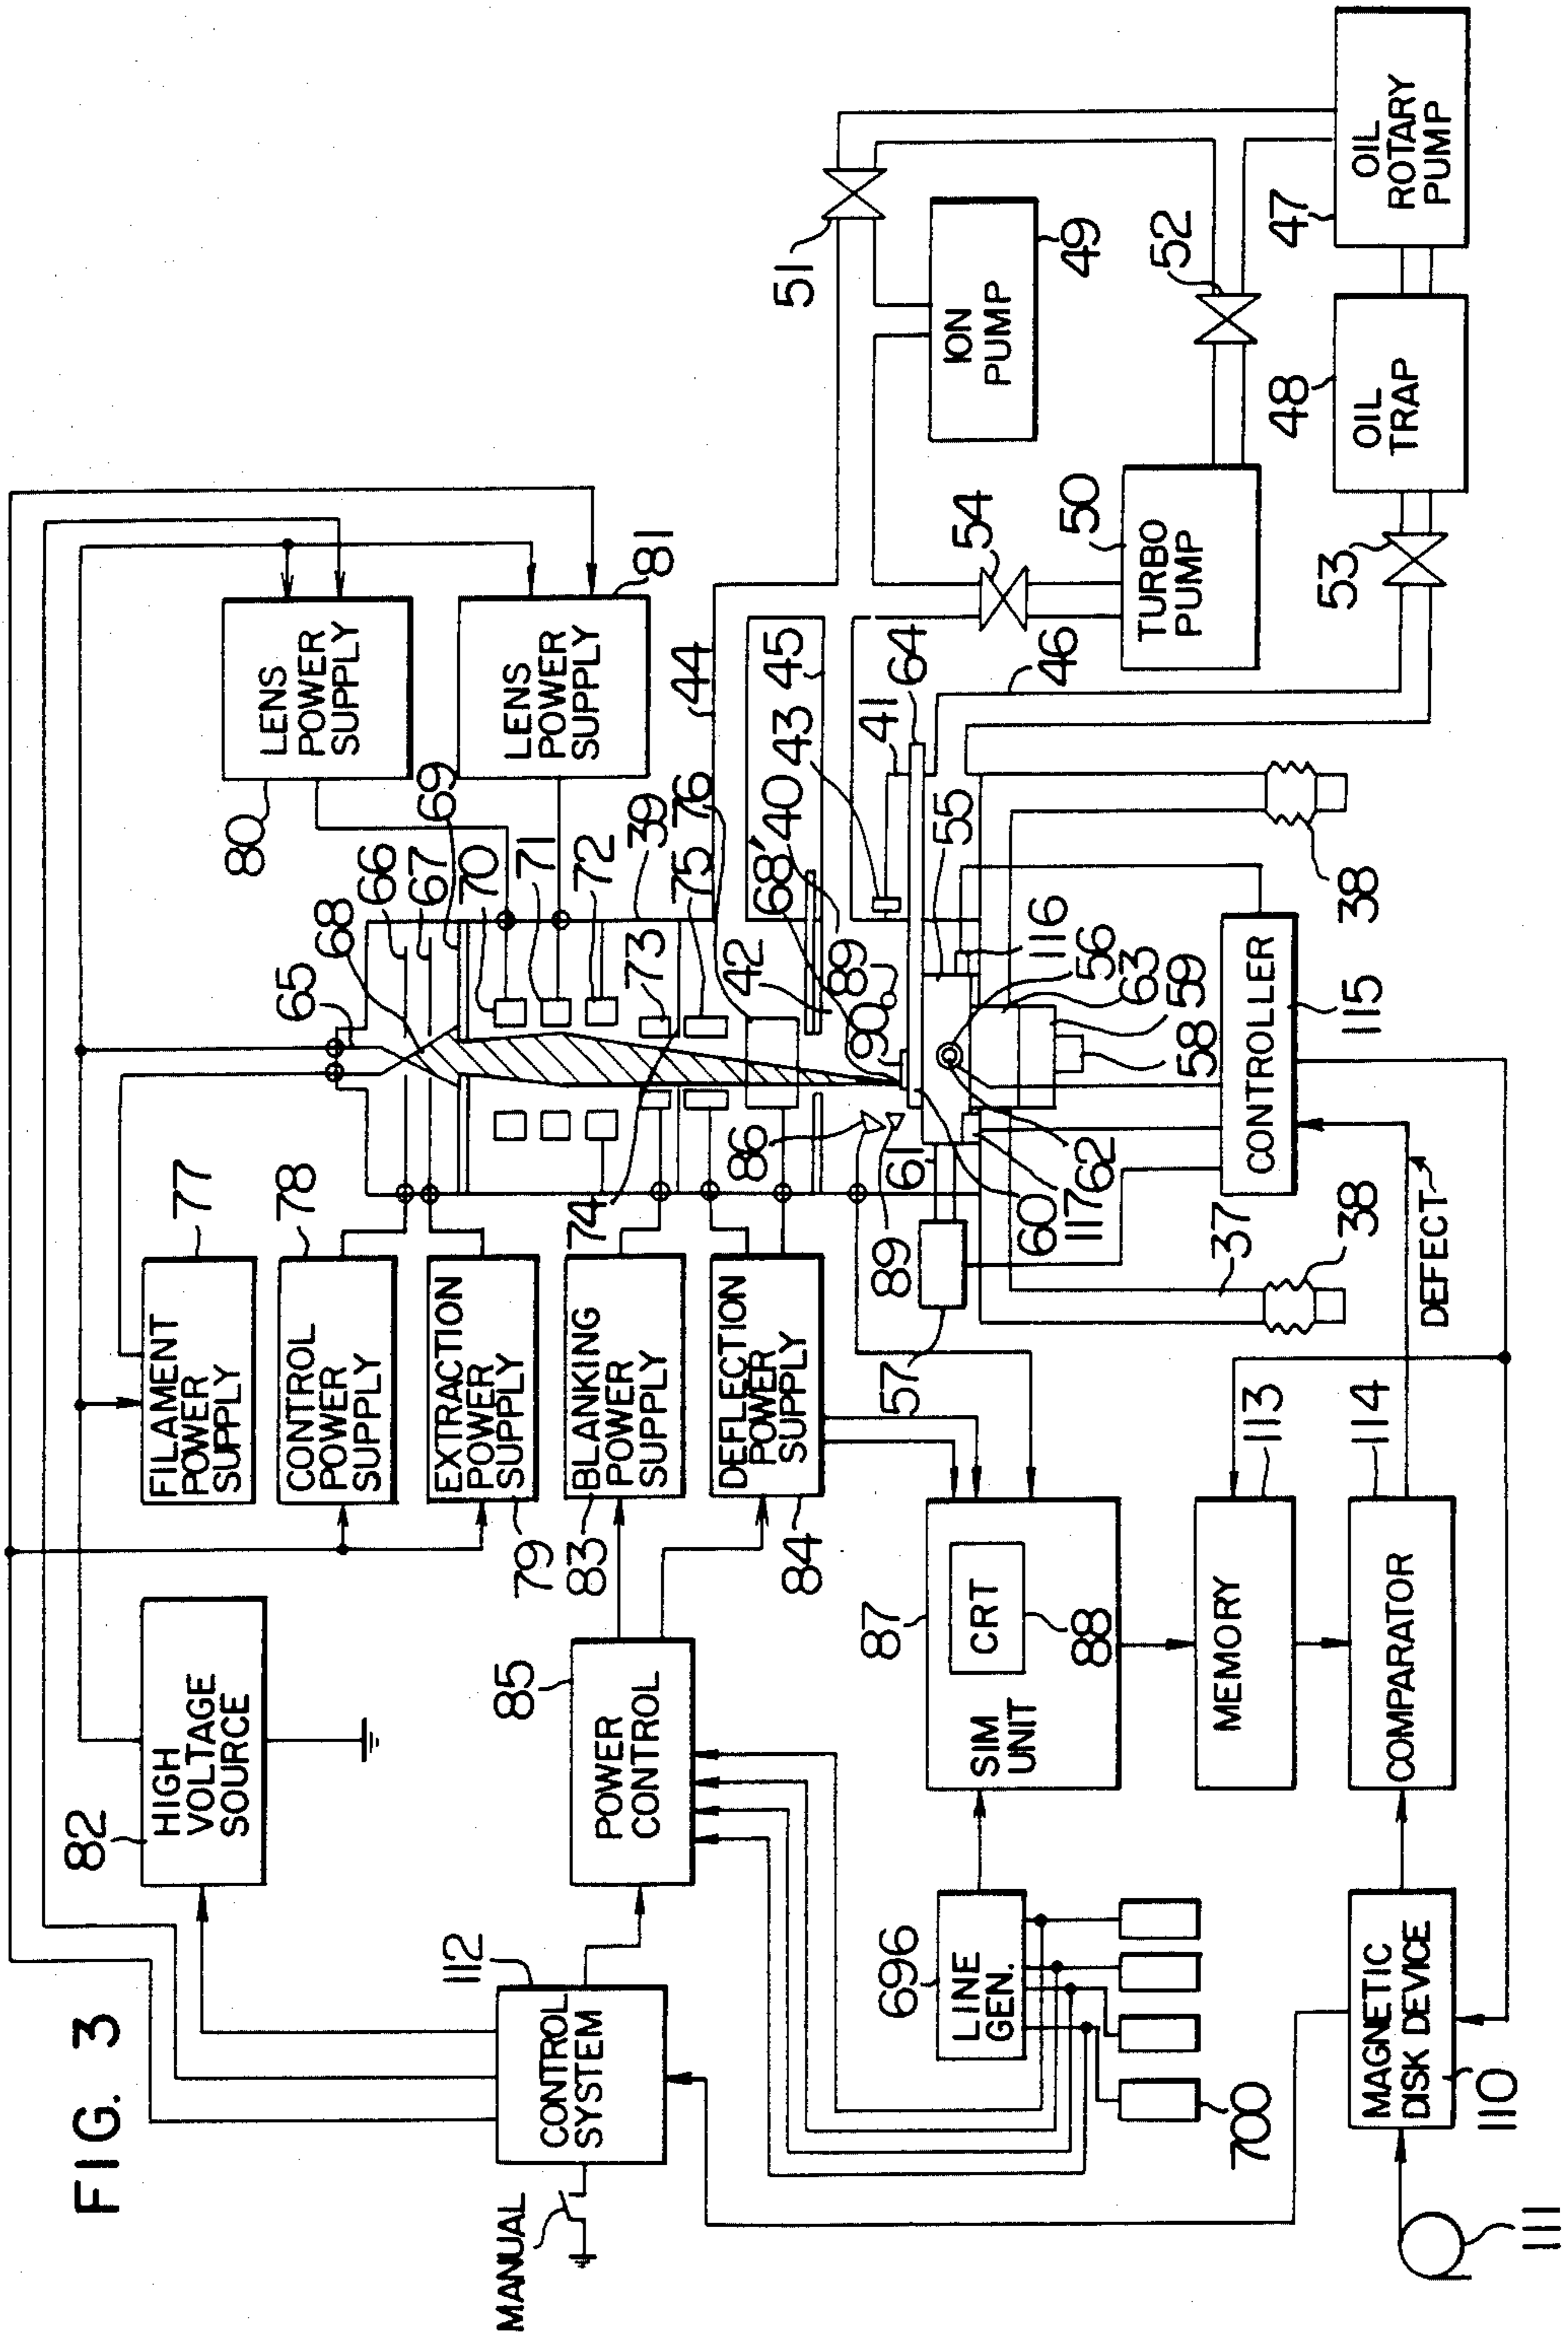 FIG. 3
82
HIGH
VOLTAGE
SOURCE
77
FILAMENT
POWER
SUPPLY
78
CONTROL
POWER
SUPPLY
EXTRACTION
POWER
SUPPLY
79
BLANKING
POWER
SUPPLY
83
DEFLECTION
POWER
SUPPLY
84
LENS
POWER
SUPPLY
80
LENS
POWER
SUPPLY
81
65
68
66
67
69
70
71
72
39
73
74
75
76
44
42
68'
40
43
45
41
64
89
90
86
89
61
60
117
62
55
116
56
63
59
58
57
37
38
38
46
51
ION
PUMP
49
52
54
50
TURBO
PUMP
53
48
OIL
TRAP
47
OIL
ROTARY
PUMP
MANUAL
112
CONTROL
SYSTEM
85
POWER
CONTROL
696
LINE
GEN.
700
87
SIM
UNIT
CRT
88
MEMORY
113
COMPARATOR
114
DEFECT
CONTROLLER
115
MAGNETIC
DISK DEVICE
110
111